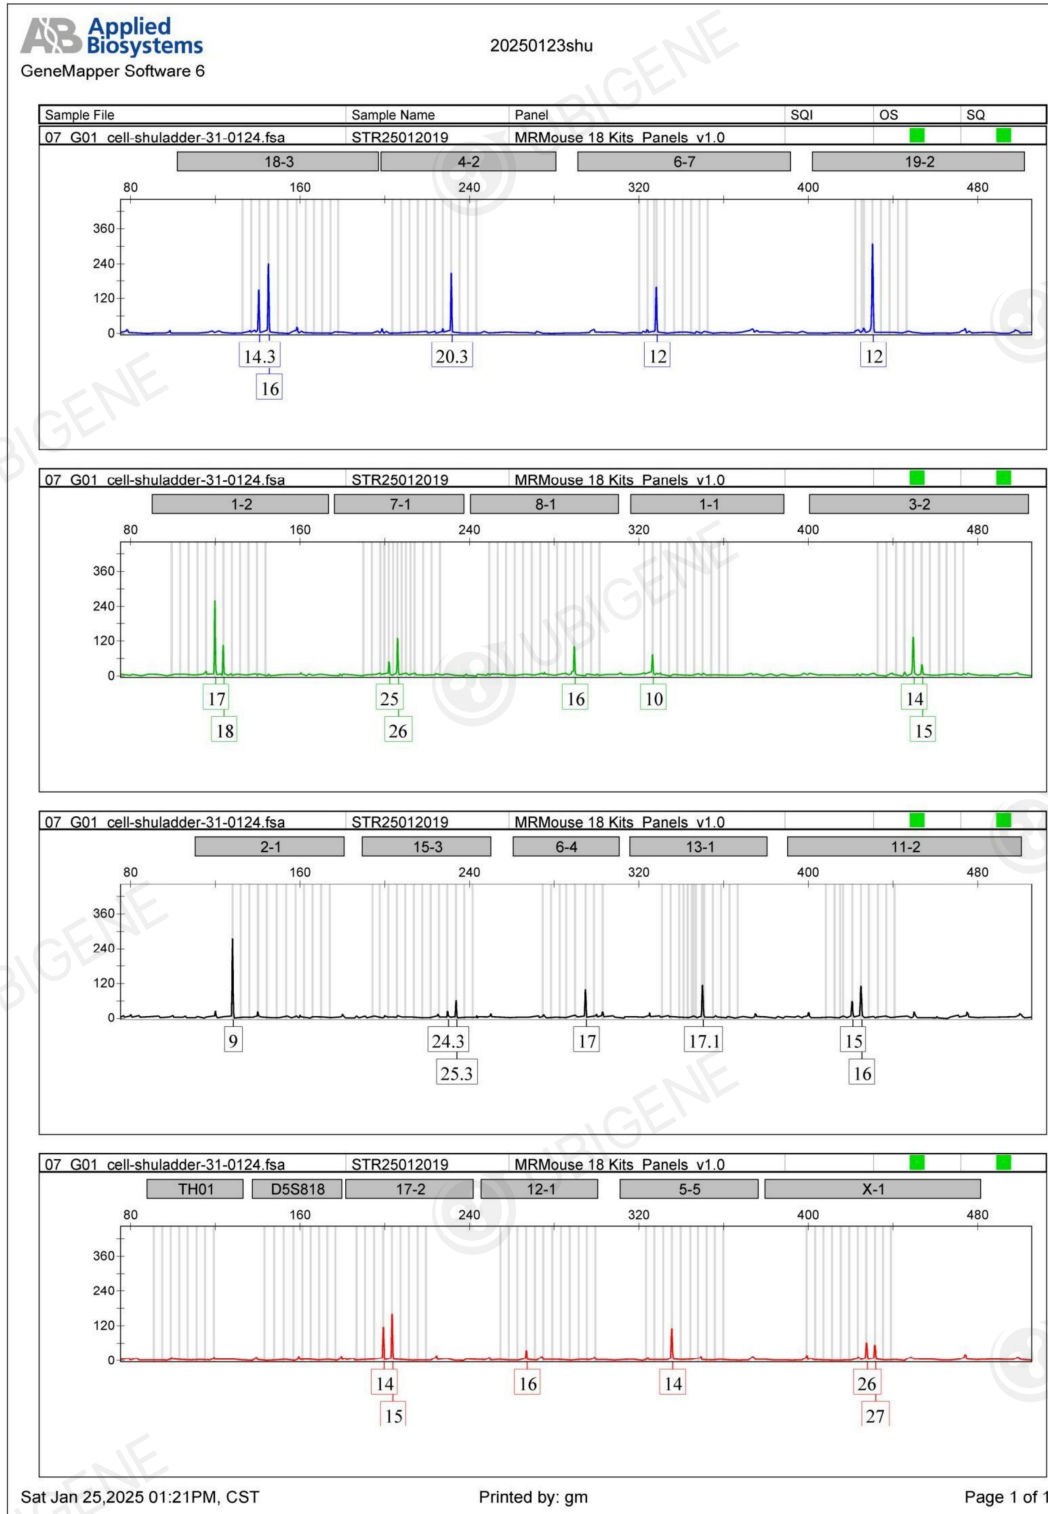 AB Applied
Biosystems
GeneMapper Software 6
20250123shu
Sample File Sample Name Panel SQI OS SQ
07_G01_cell-shuladder-31-0124.fsa STR25012019 MRMouse 18 Kits_Panels_v1.0
18-3 4-2 6-7 19-2
80 160 240 320 400 480
360
240
120
0
14.3 20.3 12 12
16
07_G01_cell-shuladder-31-0124.fsa STR25012019 MRMouse 18 Kits_Panels_v1.0
1-2 7-1 8-1 1-1 3-2
80 160 240 320 400 480
360
240
120
0
17 25 16 10 14
18 26 15
07_G01_cell-shuladder-31-0124.fsa STR25012019 MRMouse 18 Kits_Panels_v1.0
2-1 15-3 6-4 13-1 11-2
80 160 240 320 400 480
360
240
120
0
9 24.3 17 17.1 15
25.3 16
07_G01_cell-shuladder-31-0124.fsa STR25012019 MRMouse 18 Kits_Panels_v1.0
TH01 D5S818 17-2 12-1 5-5 X-1
80 160 240 320 400 480
360
240
120
0
14 16 14 26
15 27
Sat Jan 25,2025 01:21PM, CST Printed by: gm Page 1 of 1
UBIGENE